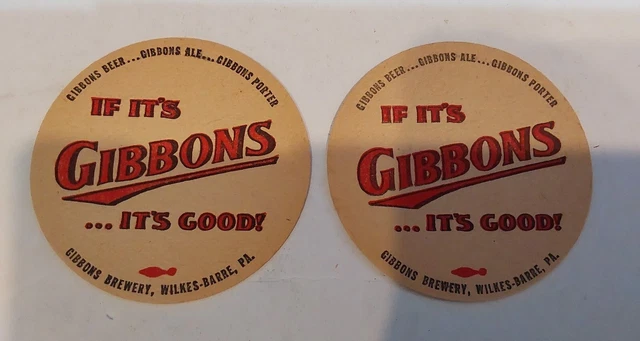 GIBBONS BEER...GIBBONS ALE...GIBBONS PORTER
IF IT'S
GIBBONS
...IT'S GOOD!
GIBBONS BREWERY, WILKES-BARRE, PA.
GIBBONS BEER...GIBBONS ALE...GIBBONS PORTER
IF IT'S
GIBBONS
...IT'S GOOD!
GIBBONS BREWERY, WILKES-BARRE, PA.